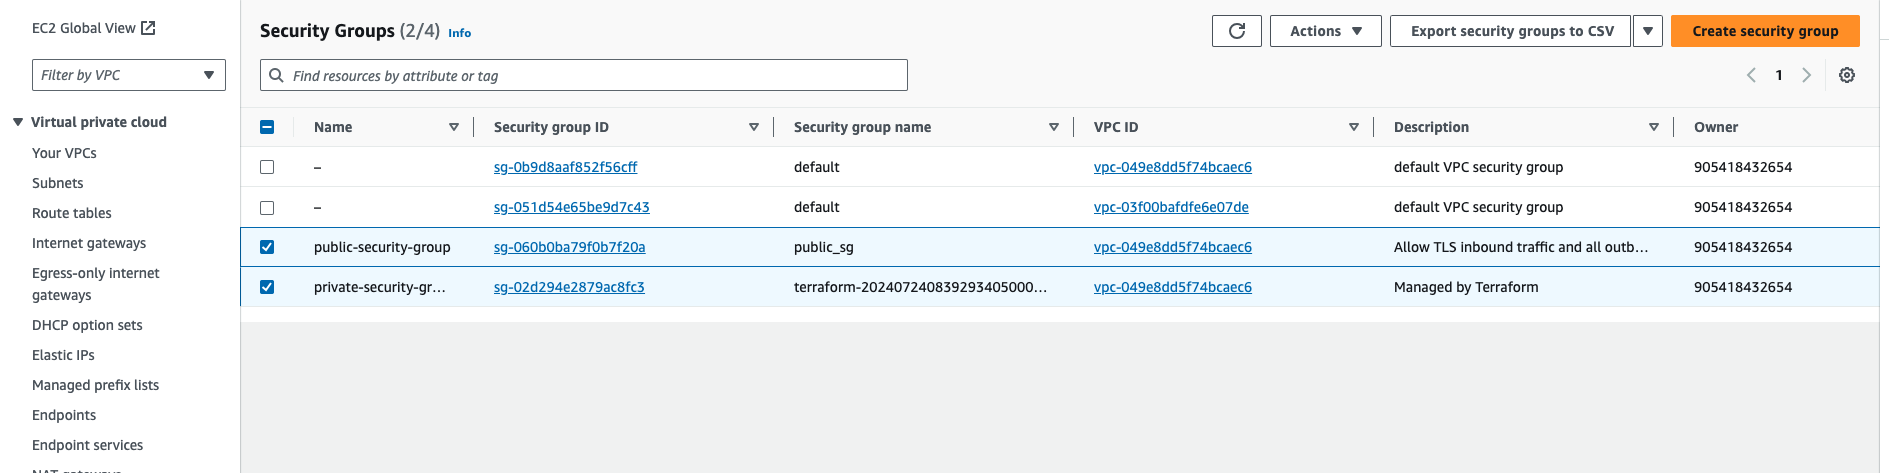 EC2 Global View
Filter by VPC
Virtual private cloud
Your VPCs
Subnets
Route tables
Internet gateways
Egress-only internet
gateways
DHCP option sets
Elastic IPs
Managed prefix lists
Endpoints
Endpoint services
NAT gateways
Security Groups (2/4) Info
Actions
Export security groups to CSV
Create security group
Find resources by attribute or tag
1
Name Security group ID Security group name VPC ID Description Owner
– sg-0b9d8aaf852f56cff default vpc-049e8dd5f74bcaec6 default VPC security group 905418432654
– sg-051d54e65be9d7c43 default vpc-03f00bafdfe6e07de default VPC security group 905418432654
public-security-group sg-060b0ba79f0b7f20a public_sg vpc-049e8dd5f74bcaec6 Allow TLS inbound traffic and all outb... 905418432654
private-security-gr... sg-02d294e2879ac8fc3 terraform-202407240839293405000... vpc-049e8dd5f74bcaec6 Managed by Terraform 905418432654